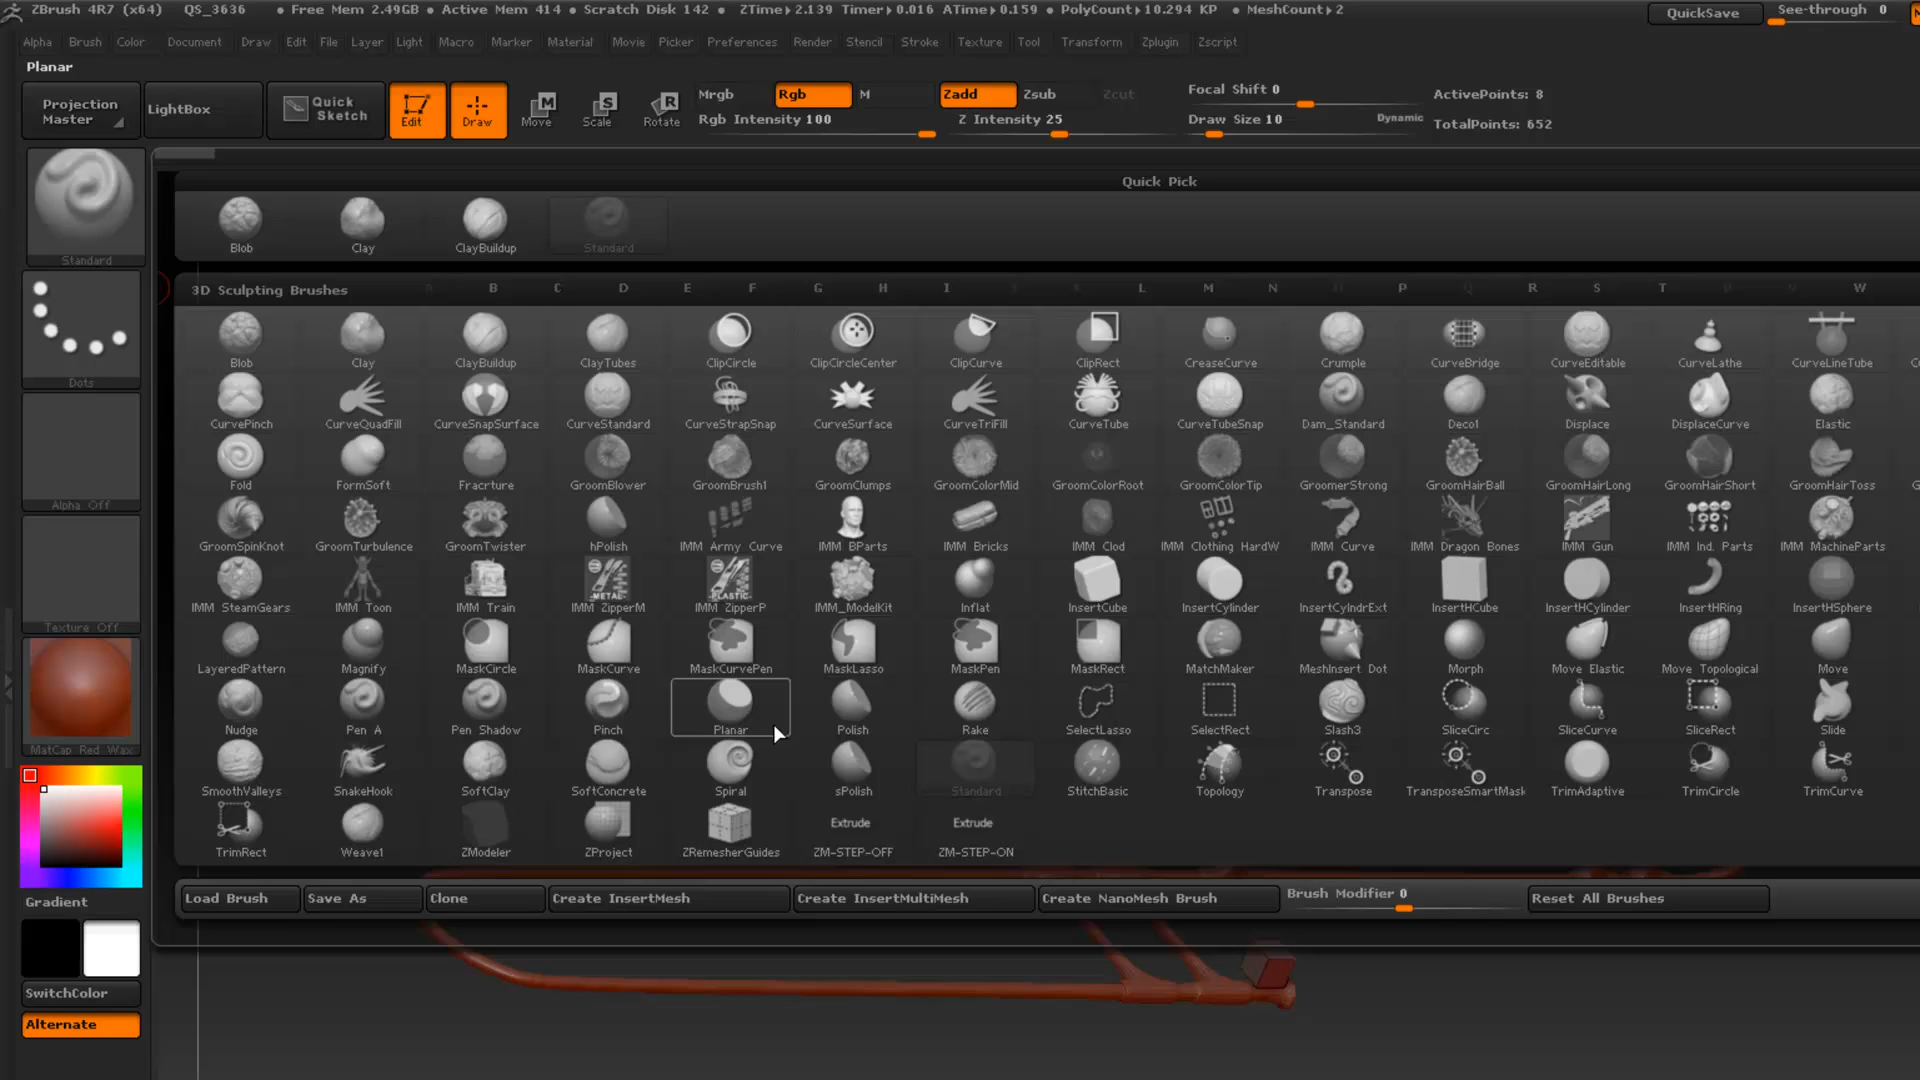 ZBrush 4R7 (x64) QS_3636 • Free Mem 2.49GB • Active Mem 414 • Scratch Disk 142 • ZTime▸2.139 Timer▸0.016 ATime▸0.159 • PolyCount▸10.294 KP • MeshCount▸2 QuickSave See-through 0
Alpha Brush Color Document Draw Edit File Layer Light Macro Marker Material Movie Picker Preferences Render Stencil Stroke Texture Tool Transform Zplugin Zscript
Planar
Projection Master LightBox Quick Sketch Edit Draw Move Scale Rotate
Mrgb Rgb M Zadd Zsub Zcut Focal Shift 0 ActivePoints: 8
Rgb Intensity 100 Z Intensity 25 Draw Size 10 Dynamic TotalPoints: 652
Quick Pick
Blob Clay ClayBuildup Standard
Standard
3D Sculpting Brushes A B C D E F G H I L M N P Q R S T W
Blob Clay ClayBuildup ClayTubes ClipCircle ClipCircleCenter ClipCurve ClipRect CreaseCurve Crumple CurveBridge CurveEditable CurveLathe CurveLineTube
Dots
CurvePinch CurveQuadFill CurveSnapSurface CurveStandard CurveStrapSnap CurveSurface CurveTriFill CurveTube CurveTubeSnap Dam_Standard Deco1 Displace DisplaceCurve Elastic
Fold FormSoft Fracrture GroomBlower GroomBrush1 GroomClumps GroomColorMid GroomColorRoot GroomColorTip GroomerStrong GroomHairBall GroomHairLong GroomHairShort GroomHairToss
Alpha Off
GroomSpinKnot GroomTurbulence GroomTwister hPolish IMM Army Curve IMM BParts IMM Bricks IMM Clod IMM Clothing HardW IMM Curve IMM Dragon Bones IMM Gun IMM Ind. Parts IMM MachineParts
METAL PLASTIC
IMM SteamGears IMM Toon IMM Train IMM ZipperM IMM ZipperP IMM_ModelKit Inflat InsertCube InsertCylinder InsertCylndrExt InsertHCube InsertHCylinder InsertHRing InsertHSphere
Texture Off
LayeredPattern Magnify MaskCircle MaskCurve MaskCurvePen MaskLasso MaskPen MaskRect MatchMaker MeshInsert Dot Morph Move Elastic Move Topological Move
Nudge Pen A Pen Shadow Pinch Planar Polish Rake SelectLasso SelectRect Slash3 SliceCirc SliceCurve SliceRect Slide
MatCap Red Wax
SmoothValleys SnakeHook SoftClay SoftConcrete Spiral sPolish Standard StitchBasic Topology Transpose TransposeSmartMask TrimAdaptive TrimCircle TrimCurve
Extrude Extrude
TrimRect Weave1 ZModeler ZProject ZRemesherGuides ZM-STEP-OFF ZM-STEP-ON
Load Brush Save As Clone Create InsertMesh Create InsertMultiMesh Create NanoMesh Brush Brush Modifier 0 Reset All Brushes
Gradient
SwitchColor
Alternate